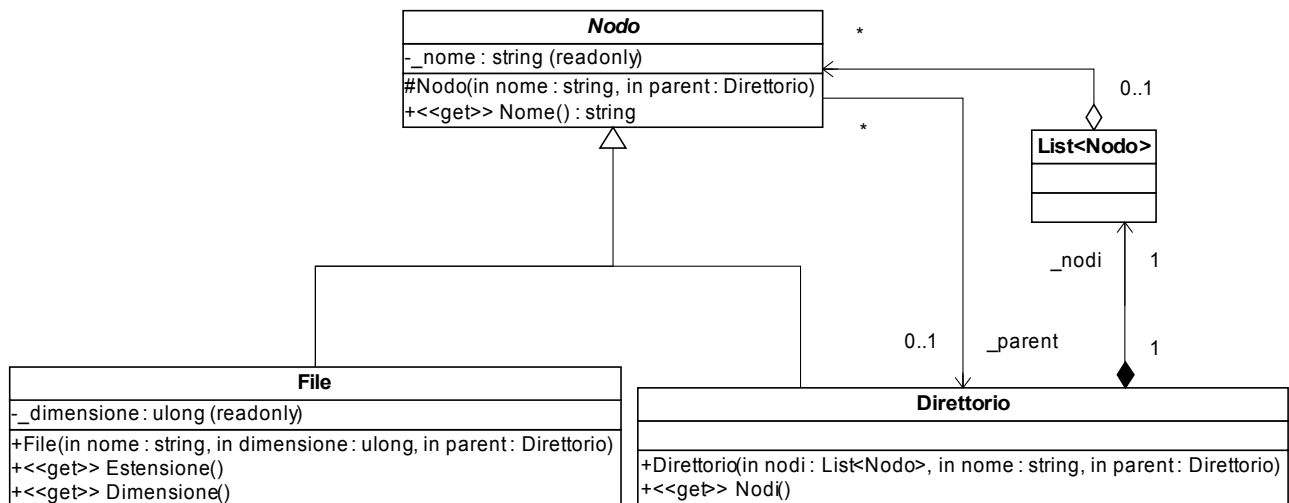 Nodo
-_nome : string (readonly)
#Nodo(in nome : string, in parent : Direttorio)
+<<get>> Nome() : string
*
*
0..1
List<Nodo>
_nodi
1
0..1
_parent
1
File
-_dimensione : ulong (readonly)
+File(in nome : string, in dimensione : ulong, in parent : Direttorio)
+<<get>> Estensione()
+<<get>> Dimensione()
Direttorio
+Direttorio(in nodi : List<Nodo>, in nome : string, in parent : Direttorio)
+<<get>> Nodi()